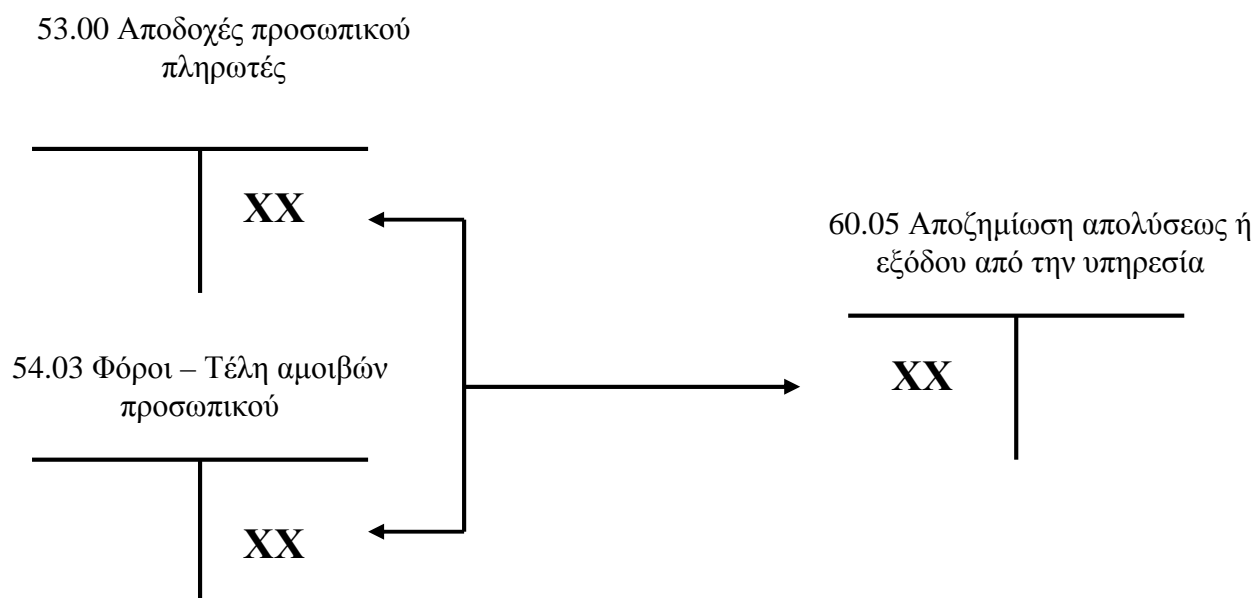 53.00 Αποδοχές προσωπικού
πληρωτές
XX
54.03 Φόροι – Τέλη αμοιβών
προσωπικού
XX
60.05 Αποζημίωση απολύσεως ή
εξόδου από την υπηρεσία
XX